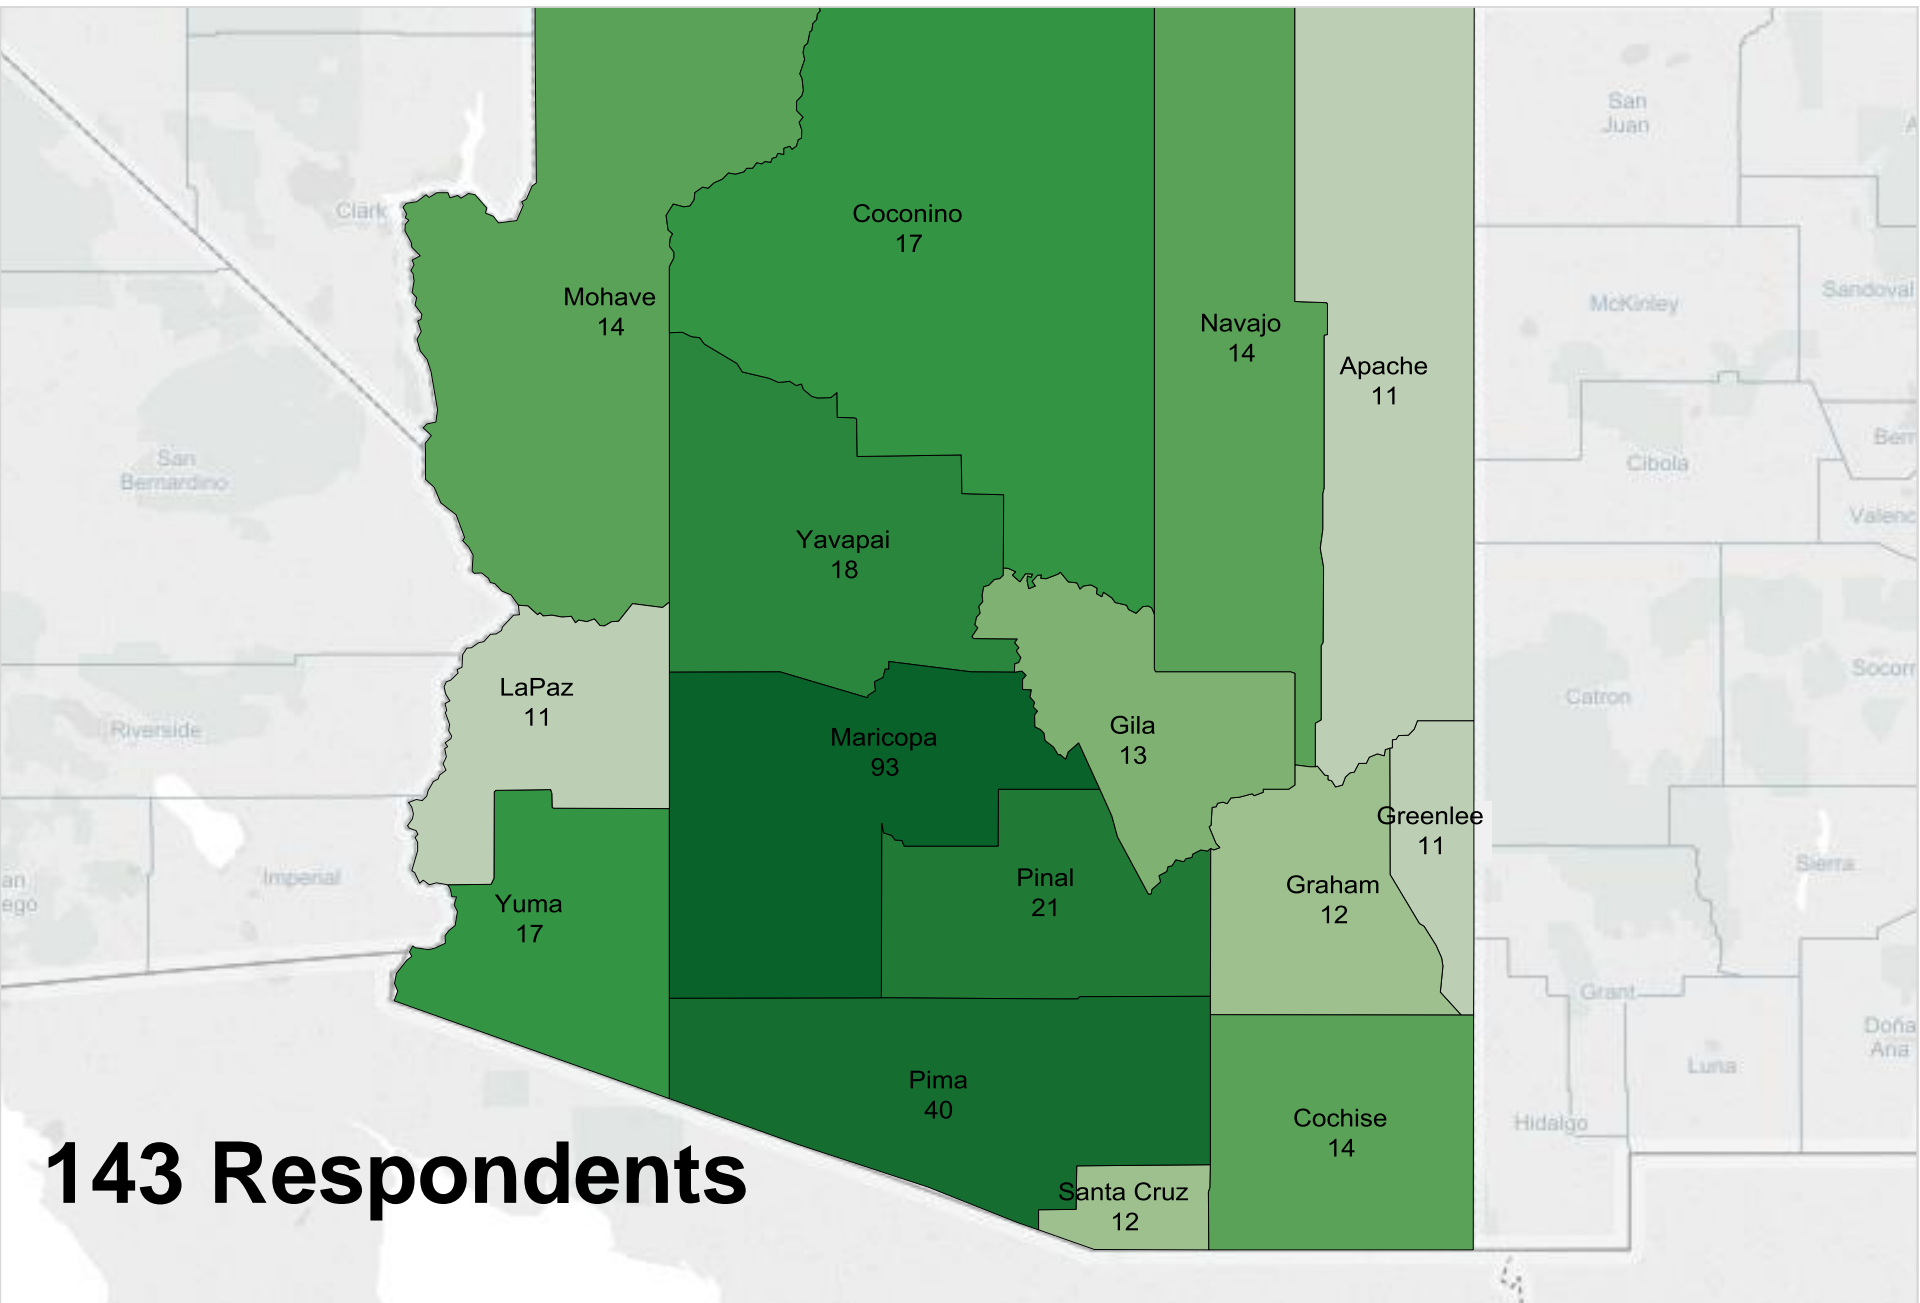 San
Juan
Clark
Coconino
17
McKinley
Sandoval
Mohave
14
Navajo
14
Apache
11
Cibola
San
Bernardino
Yavapai
18
LaPaz
11
Catron
Riverside
Maricopa
93
Gila
13
Greenlee
11
Sierra
Imperial
Pinal
21
Graham
12
Yuma
17
Grant
Doña
Ana
Luna
Pima
40
Cochise
14
Hidalgo
143 Respondents
Santa Cruz
12